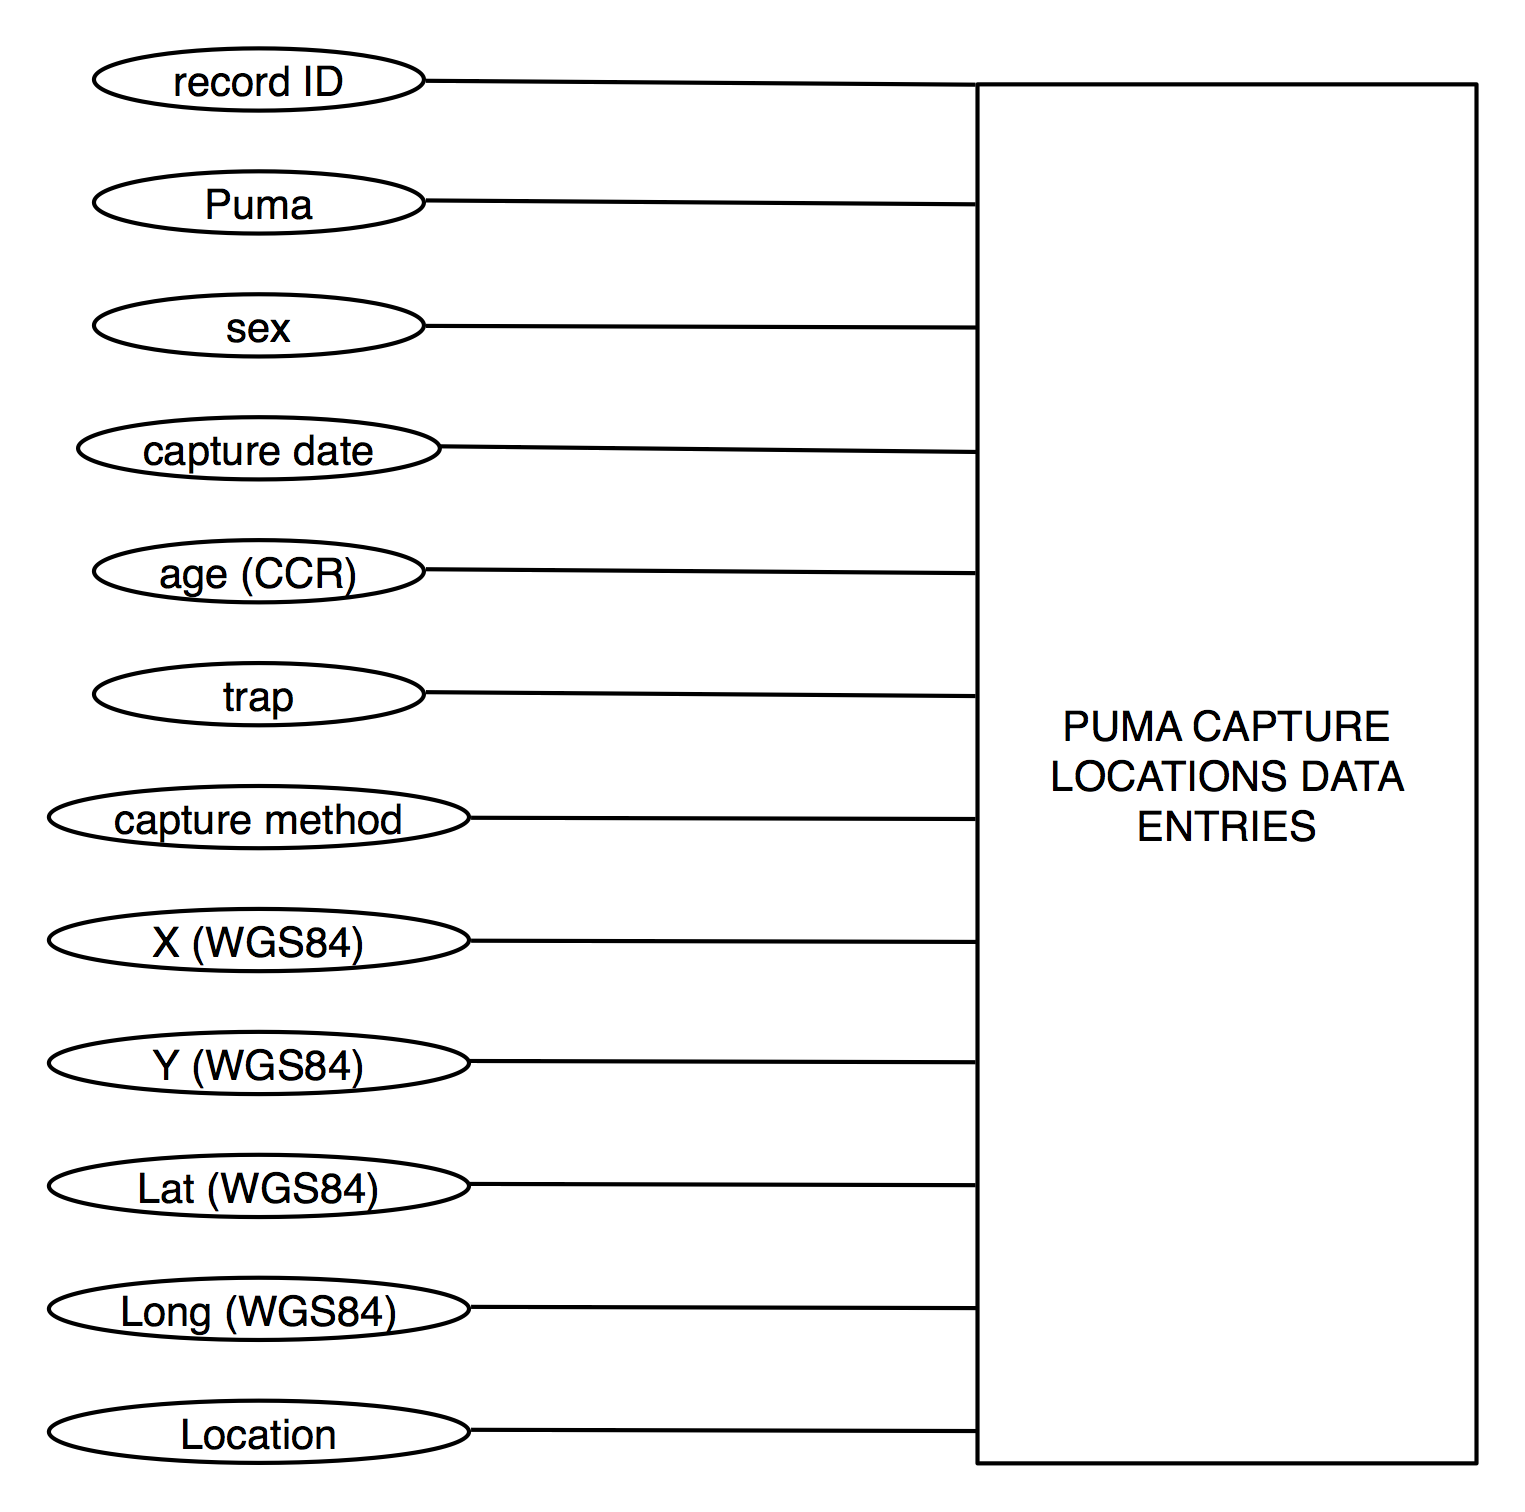 record ID
Puma
sex
capture date
age (CCR)
trap
capture method
X (WGS84)
Y (WGS84)
Lat (WGS84)
Long (WGS84)
Location
PUMA CAPTURE
LOCATIONS DATA
ENTRIES